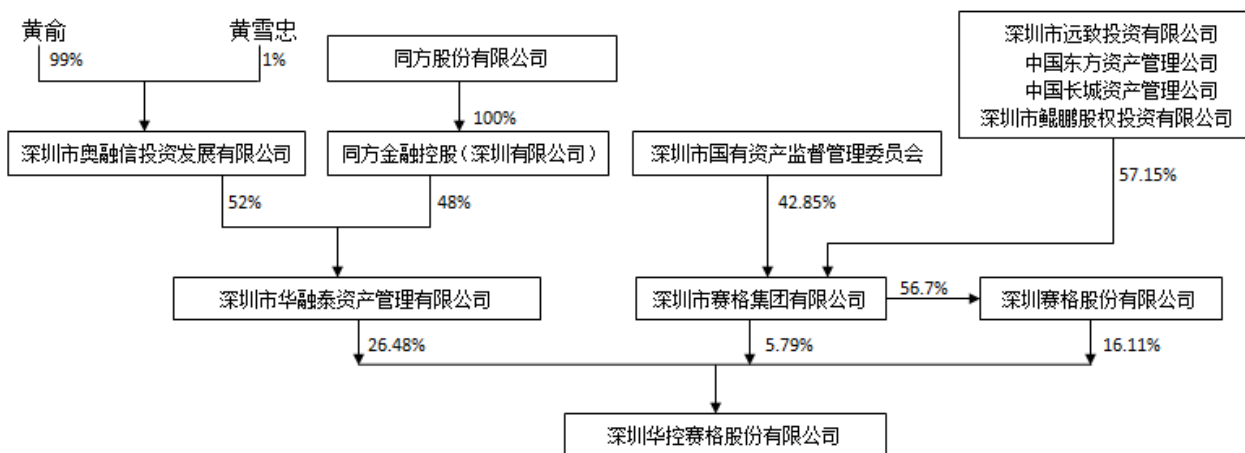 黄俞
黄雪忠
99%
1%
同方股份有限公司
深圳市远致投资有限公司
中国东方资产管理公司
中国长城资产管理公司
深圳市鲲鹏股权投资有限公司
100%
深圳市奥融信投资发展有限公司
同方金融控股(深圳有限公司)
深圳市国有资产监督管理委员会
57.15%
52%
48%
42.85%
深圳市华融泰资产管理有限公司
深圳市赛格集团有限公司
56.7%
深圳赛格股份有限公司
26.48%
5.79%
16.11%
深圳华控赛格股份有限公司